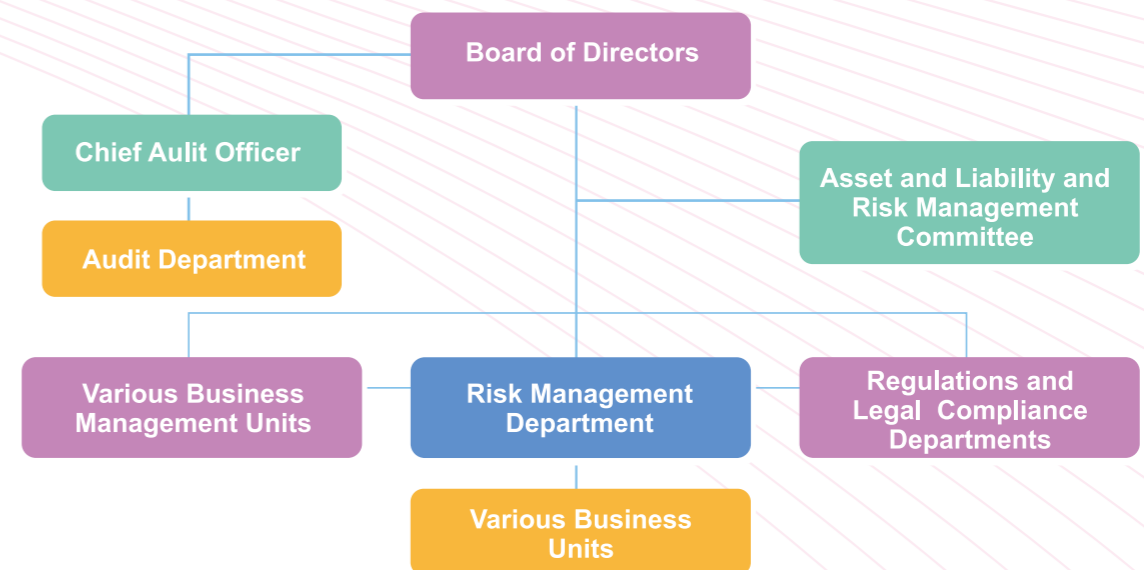 Board of Directors
Chief Aulit Officer
Asset and Liability and
Risk Management
Committee
Audit Department
Various Business
Management Units
Risk Management
Department
Regulations and
Legal Compliance
Departments
Various Business
Units